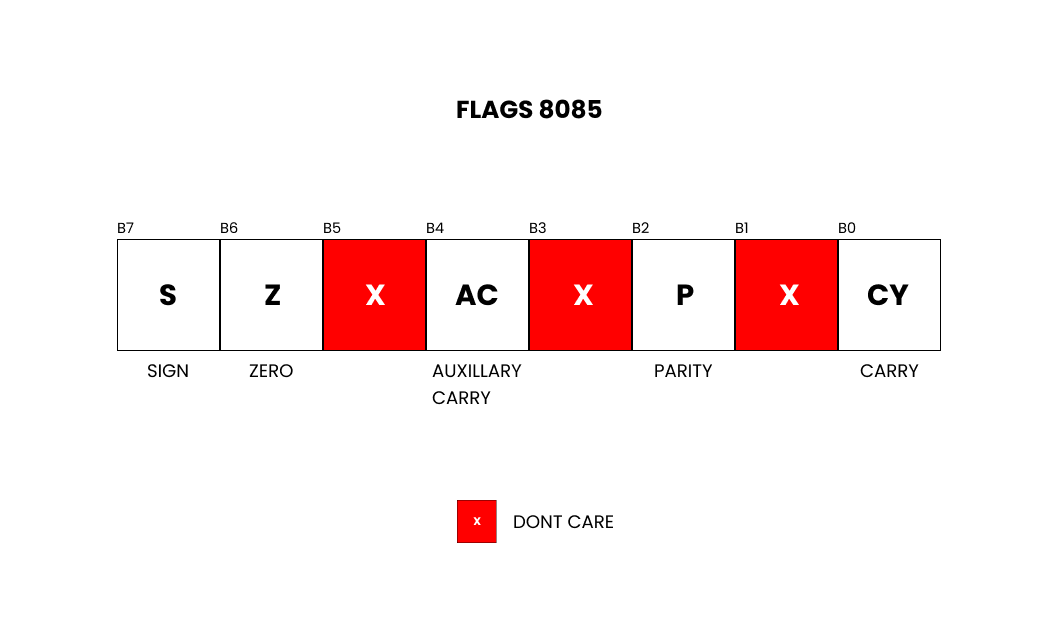 FLAGS 8085
B7 B6 B5 B4 B3 B2 B1 B0
S Z X AC X P X CY
SIGN ZERO AUXILLARY PARITY CARRY
CARRY
X DONT CARE